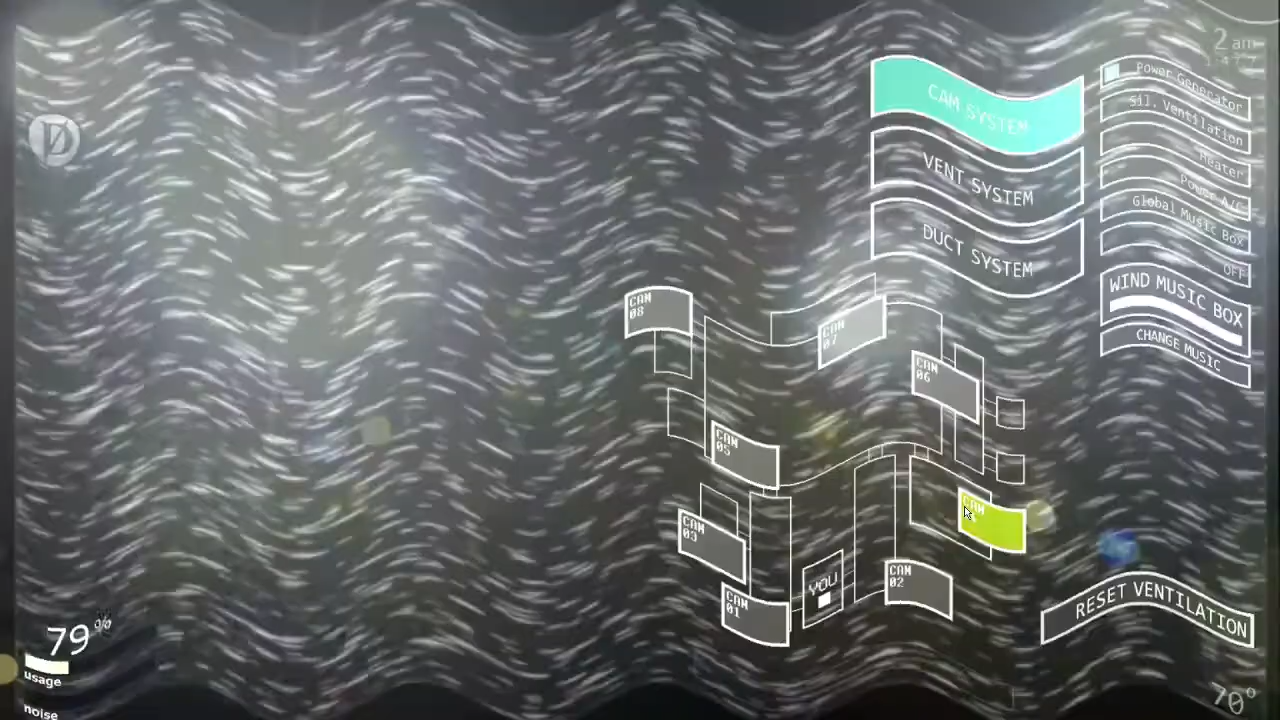 2 am
Power Generator
Sil. Ventilation
Heater
Power A/C
Global Music Box
OFF
WIND MUSIC BOX
CHANGE MUSIC
CAM SYSTEM
VENT SYSTEM
DUCT SYSTEM
CAM
08
CAM
07
CAM
06
CAM
05
CAM
CAM
03
CAM
02
CAM
01
YOU
RESET VENTILATION
79%
usage
noise
70°